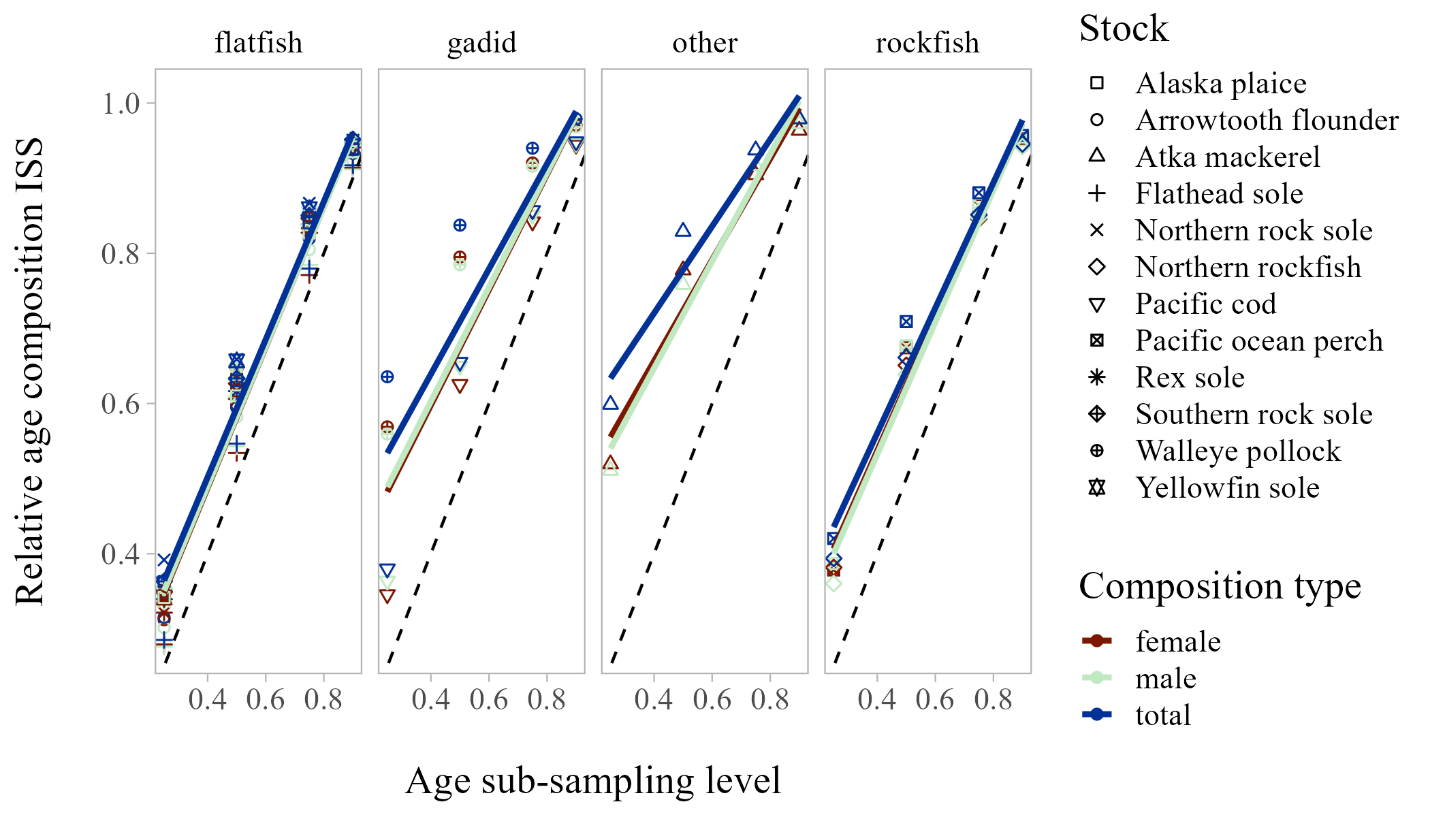 flatfish gadid other rockfish
Relative age composition ISS
1.0
0.8
0.6
0.4
0.4 0.6 0.8 0.4 0.6 0.8 0.4 0.6 0.8 0.4 0.6 0.8
Age sub-sampling level
Stock
Alaska plaice
Arrowtooth flounder
Atka mackerel
Flathead sole
Northern rock sole
Northern rockfish
Pacific cod
Pacific ocean perch
Rex sole
Southern rock sole
Walleye pollock
Yellowfin sole
Composition type
female
male
total